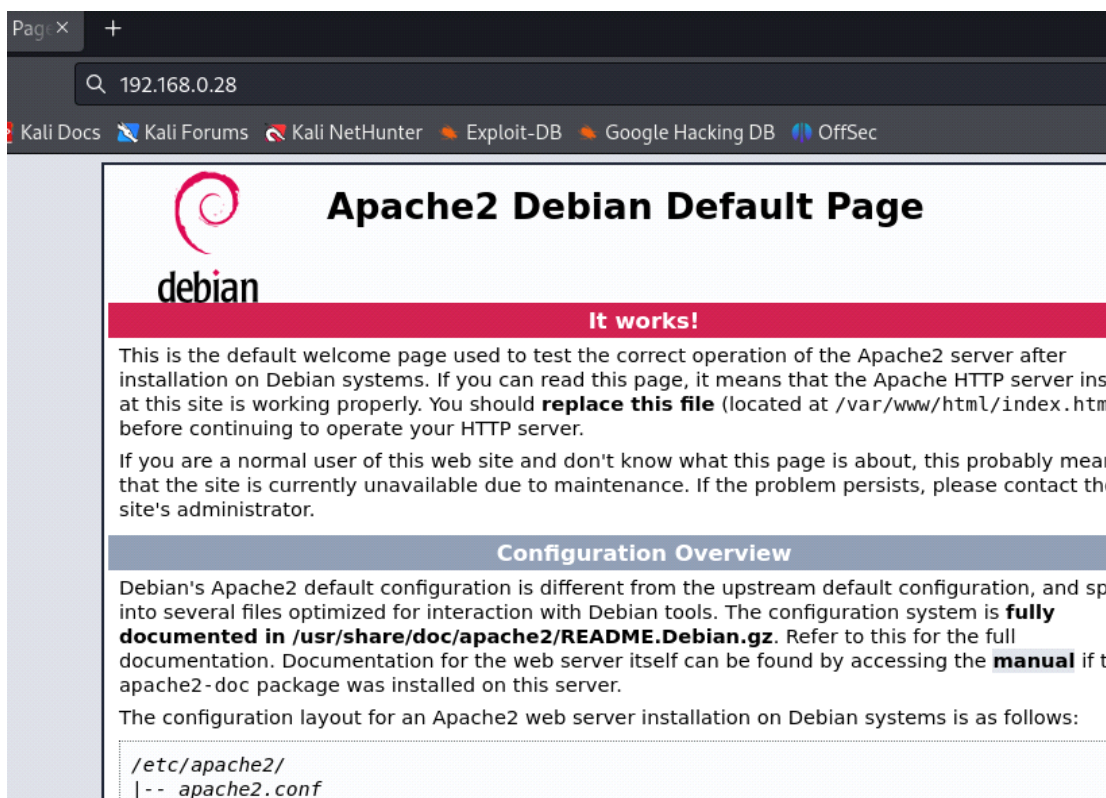 Page
192.168.0.28
Kali Docs Kali Forums Kali NetHunter Exploit-DB Google Hacking DB OffSec
Apache2 Debian Default Page
debian
It works!
This is the default welcome page used to test the correct operation of the Apache2 server after
installation on Debian systems. If you can read this page, it means that the Apache HTTP server ins
at this site is working properly. You should replace this file (located at /var/www/html/index.htm
before continuing to operate your HTTP server.
If you are a normal user of this web site and don't know what this page is about, this probably mea
that the site is currently unavailable due to maintenance. If the problem persists, please contact th
site's administrator.
Configuration Overview
Debian's Apache2 default configuration is different from the upstream default configuration, and sp
into several files optimized for interaction with Debian tools. The configuration system is fully
documented in /usr/share/doc/apache2/README.Debian.gz. Refer to this for the full
documentation. Documentation for the web server itself can be found by accessing the manual if t
apache2-doc package was installed on this server.
The configuration layout for an Apache2 web server installation on Debian systems is as follows:
/etc/apache2/
|-- apache2.conf